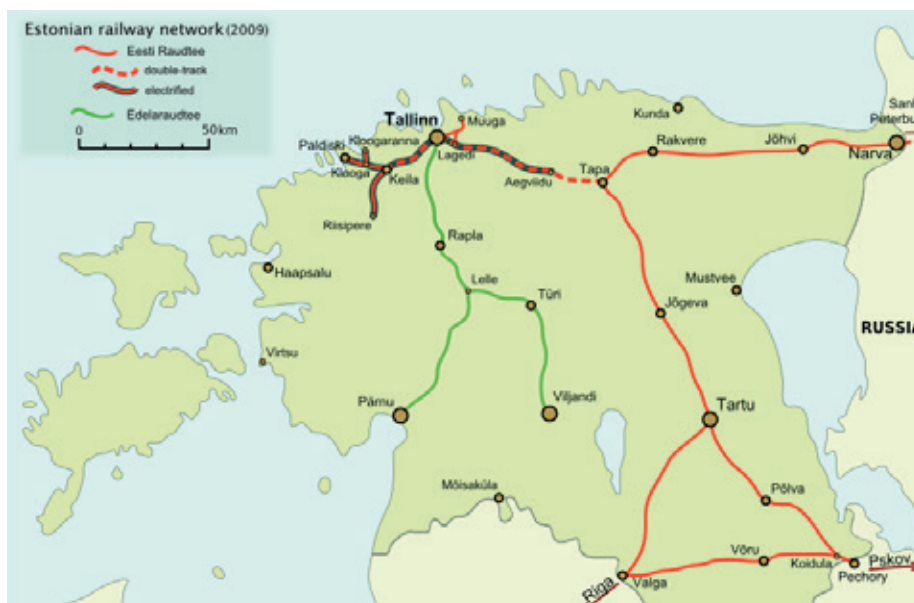 Estonian railway network (2009)
Eesti Raudtee
double-track
electrified
Edelaraudtee
0 50km
Tallinn
Muuga
Kunda
Sank
Peterbu
Kloogaranna
Paldiski
Lagedi
Rakvere
Jõhvi
Narva
Klooga
Keila
Aegviidu
Tapa
Riisipere
Rapla
Haapsalu
Lelle
Türi
Mustvee
Jõgeva
RUSSIA
Virtsu
Pärnu
Viljandi
Tartu
Mõisaküla
Põlva
Võru
Koidula
Pskov
Riga
Valga
Pechory